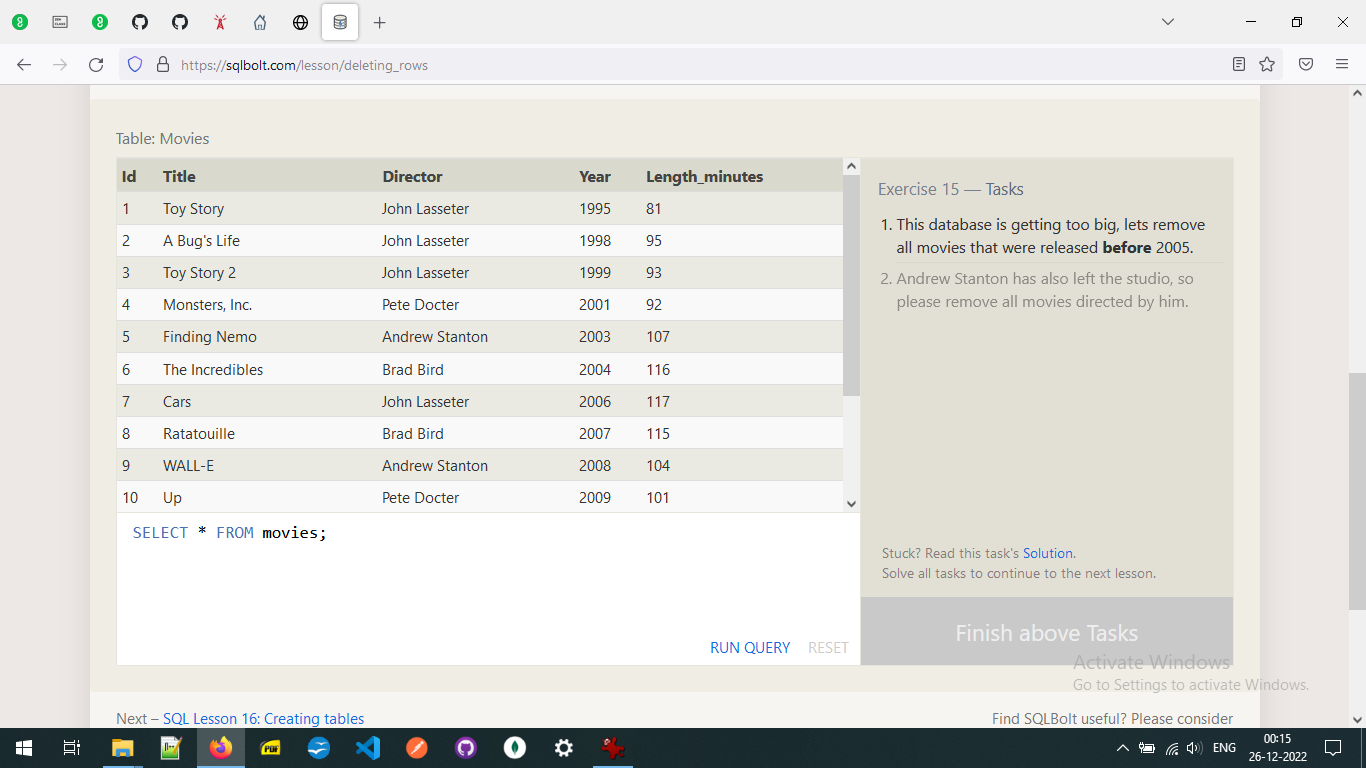 https://sqlbolt.com/lesson/deleting_rows
Table: Movies
Id Title Director Year Length_minutes
1 Toy Story John Lasseter 1995 81
2 A Bug's Life John Lasseter 1998 95
3 Toy Story 2 John Lasseter 1999 93
4 Monsters, Inc. Pete Docter 2001 92
5 Finding Nemo Andrew Stanton 2003 107
6 The Incredibles Brad Bird 2004 116
7 Cars John Lasseter 2006 117
8 Ratatouille Brad Bird 2007 115
9 WALL-E Andrew Stanton 2008 104
10 Up Pete Docter 2009 101
SELECT * FROM movies;
RUN QUERY RESET
Exercise 15 — Tasks
1. This database is getting too big, lets remove
all movies that were released before 2005.
2. Andrew Stanton has also left the studio, so
please remove all movies directed by him.
Stuck? Read this task's Solution.
Solve all tasks to continue to the next lesson.
Finish above Tasks
Activate Windows
Go to Settings to activate Windows.
Next – SQL Lesson 16: Creating tables
Find SQLBolt useful? Please consider
PDF
ENG
00:15
26-12-2022